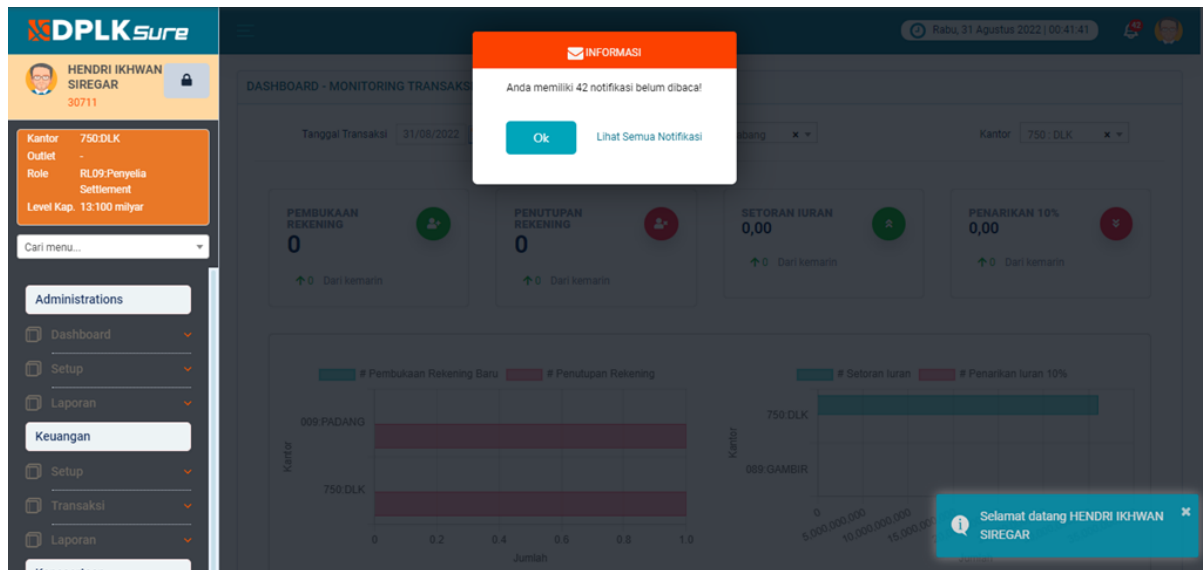 DPLKSure
HENDRI IKHWAN
SIREGAR
30711
Kantor 750:DLK
Outlet -
Role RL09:Penyelia
Settlement
Level Kap. 13:100 milyar
Cari menu...
Administrations
Dashboard
Setup
Laporan
Keuangan
Setup
Transaksi
Laporan
Rabu, 31 Agustus 2022 | 00:41:41
42
INFORMASI
Anda memiliki 42 notifikasi belum dibaca!
Ok
Lihat Semua Notifikasi
DASHBOARD - MONITORING TRANSAKS
Tanggal Transaksi 31/08/2022
abang
Kantor 750 : DLK
PEMBUKAAN
REKENING
0
0 Dari kemarin
PENUTUPAN
REKENING
0
0 Dari kemarin
SETORAN IURAN
0,00
0 Dari kemarin
PENARIKAN 10%
0,00
0 Dari kemarin
# Pembukaan Rekening Baru # Penutupan Rekening
009:PADANG
Kantor
750:DLK
0 0.2 0.4 0.6 0.8 1.0
Jumlah
# Setoran Iuran # Penarikan Iuran 10%
750:DLK
Kantor
089:GAMBIR
0 5,000,000,000 10,000,000,000
Selamat datang HENDRI IKHWAN
SIREGAR